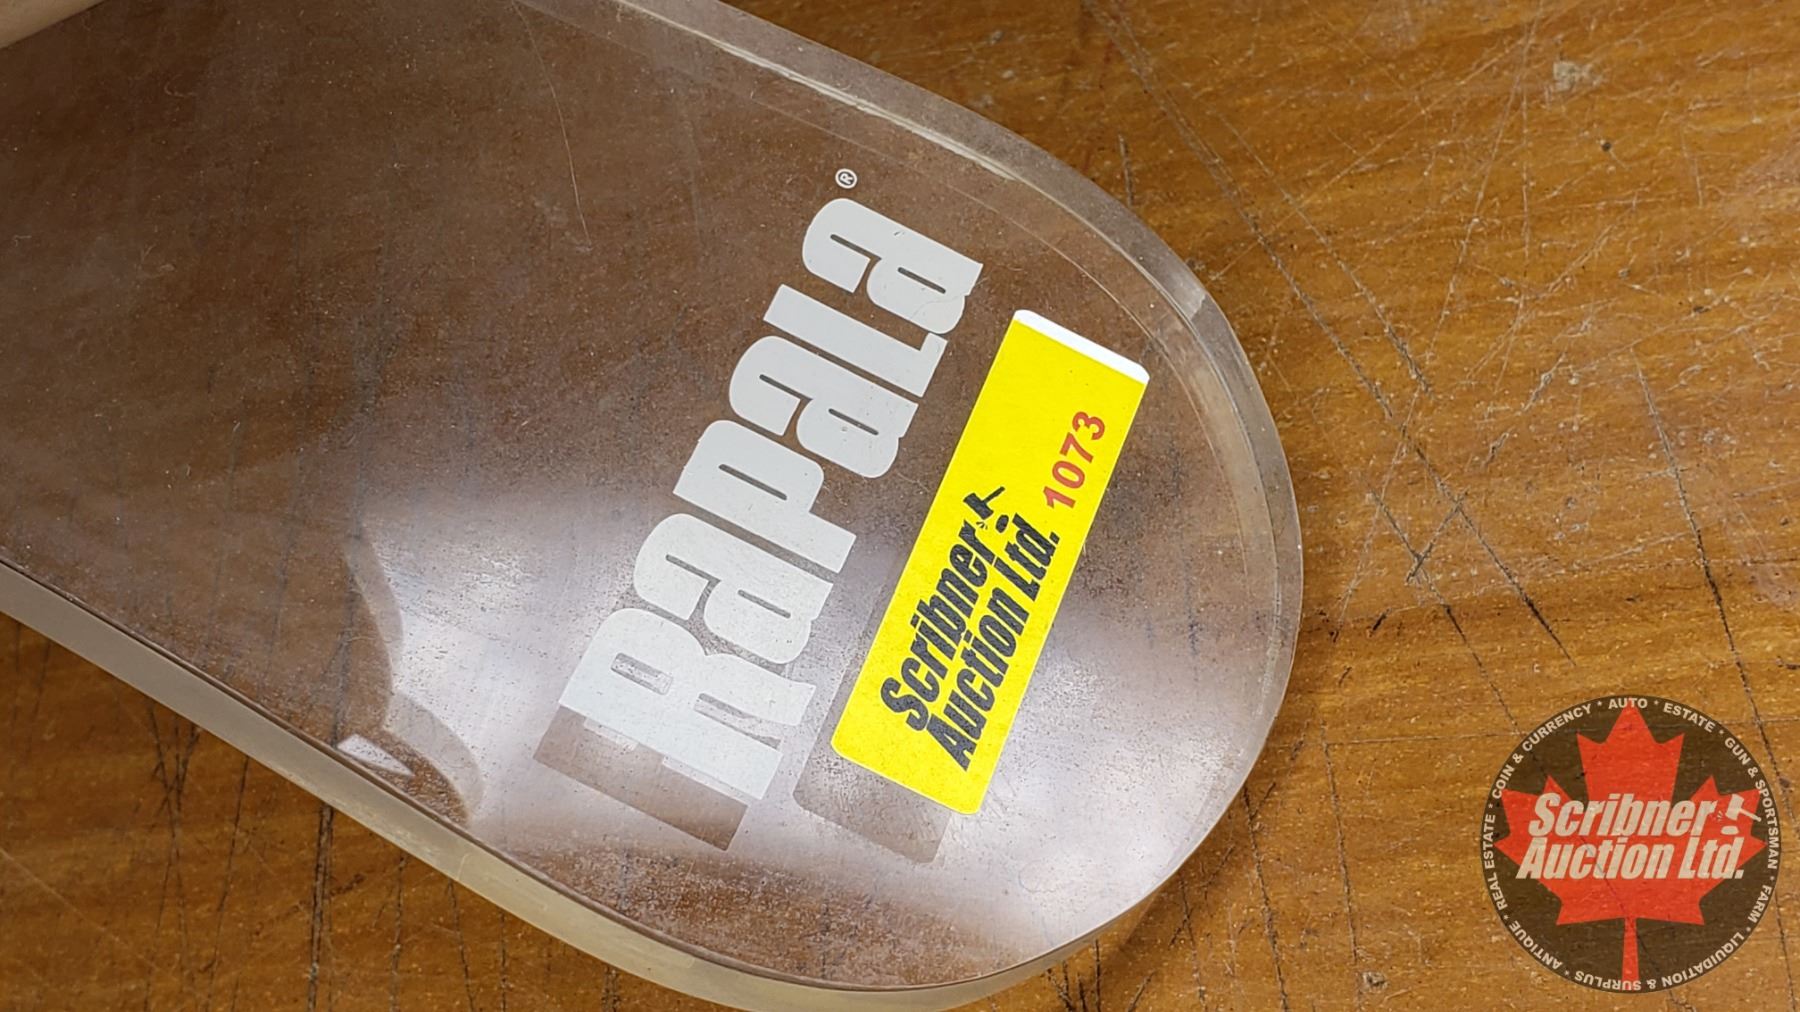 Rapala®
Scribner
Auction Ltd. 1073
Scribner
Auction Ltd.
ANTIQUE * REAL ESTATE * COIN & CURRENCY * AUTO * ESTATE * GUN & SPORTSMAN * FARM * LIQUIDATION & SURPLUS *